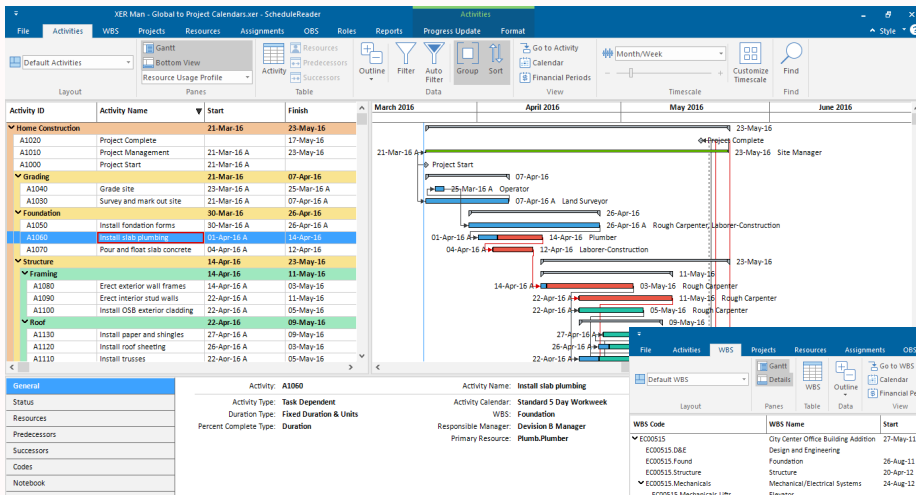 XER Man - Global to Project Calendars.xer - ScheduleReader
Activities
File Activities WBS Projects Resources Assignments OBS Roles Reports Progress Update Format Style
Default Activities
Layout
Gantt
Bottom View
Resource Usage Profile
Panes
Activity
Resources
Predecessors
Successors
Table
Outline
Filter
Auto Filter
Group
Sort
Data
Go to Activity
Calendar
Financial Periods
View
Month/Week
Customize Timescale
Timescale
Find
Find
Activity ID Activity Name Start Finish
March 2016 April 2016 May 2016 June 2016
Home Construction 21-Mar-16 23-May-16
A1020 Project Complete 17-May-16
A1010 Project Management 21-Mar-16 A 23-May-16
A1000 Project Start 21-Mar-16 A
Grading 21-Mar-16 07-Apr-16
A1040 Grade site 23-Mar-16 A 25-Mar-16 A
A1030 Survey and mark out site 21-Mar-16 A 07-Apr-16 A
Foundation 30-Mar-16 26-Apr-16
A1050 Install fondation forms 30-Mar-16 A 26-Apr-16 A
A1060 Install slab plumbing 01-Apr-16 A 14-Apr-16
A1070 Pour and float slab concrete 04-Apr-16 A 12-Apr-16
Structure 14-Apr-16 23-May-16
Framing 14-Apr-16 11-May-16
A1080 Erect exterior wall frames 14-Apr-16 A 03-May-16
A1090 Erect interior stud walls 22-Apr-16 A 11-May-16
A1100 Install OSB exterior cladding 22-Apr-16 A 05-May-16
Roof 22-Apr-16 09-May-16
A1130 Install paper and shingles 27-Apr-16 A 09-May-16
A1120 Install roof sheeting 26-Apr-16 A 03-May-16
A1110 Install trusses 22-Apr-16 A 05-May-16
23-May-16
Project Complete
21-Mar-16 A 23-May-16 Site Manager
Project Start
07-Apr-16
25-Mar-16 A Operator
07-Apr-16 A Land Surveyor
26-Apr-16
26-Apr-16 A Rough Carpenter, Laborer-Construction
01-Apr-16 A 14-Apr-16 Plumber
04-Apr-16 A 12-Apr-16 Laborer-Construction
23-May-16
11-May-16
14-Apr-16 A 03-May-16 Rough Carpenter
22-Apr-16 A 11-May-16 Rough Carpenter
22-Apr-16 A 05-May-16 Rough Carpenter
09-May-16
27-Apr-16 A
26-Apr-16 A
22-Apr-16 A
General
Status
Resources
Predecessors
Successors
Codes
Notebook
Activity: A1060 Activity Name: Install slab plumbing
Activity Type: Task Dependent Activity Calendar: Standard 5 Day Workweek
Duration Type: Fixed Duration & Units WBS: Foundation
Percent Complete Type: Duration Responsible Manager: Devision B Manager
Primary Resource: Plumb.Plumber
File Activities WBS Projects Resources Assignments OBS
Default WBS
Layout
Gantt
Details
Panes
WBS
Table
Outline
Data
Go to WBS
Calendar
Financial Pe
View
WBS Code WBS Name Start
EC00515 City Center Office Building Addition 27-May-11
EC00515.D&E Design and Engineering
EC00515.Found Foundation 26-Aug-11
EC00515.Structure Structure 20-Apr-12
EC00515.Mechanicals Mechanical/Electrical Systems 24-Aug-12
EC00515.Mechanicals.Lifts Elevator